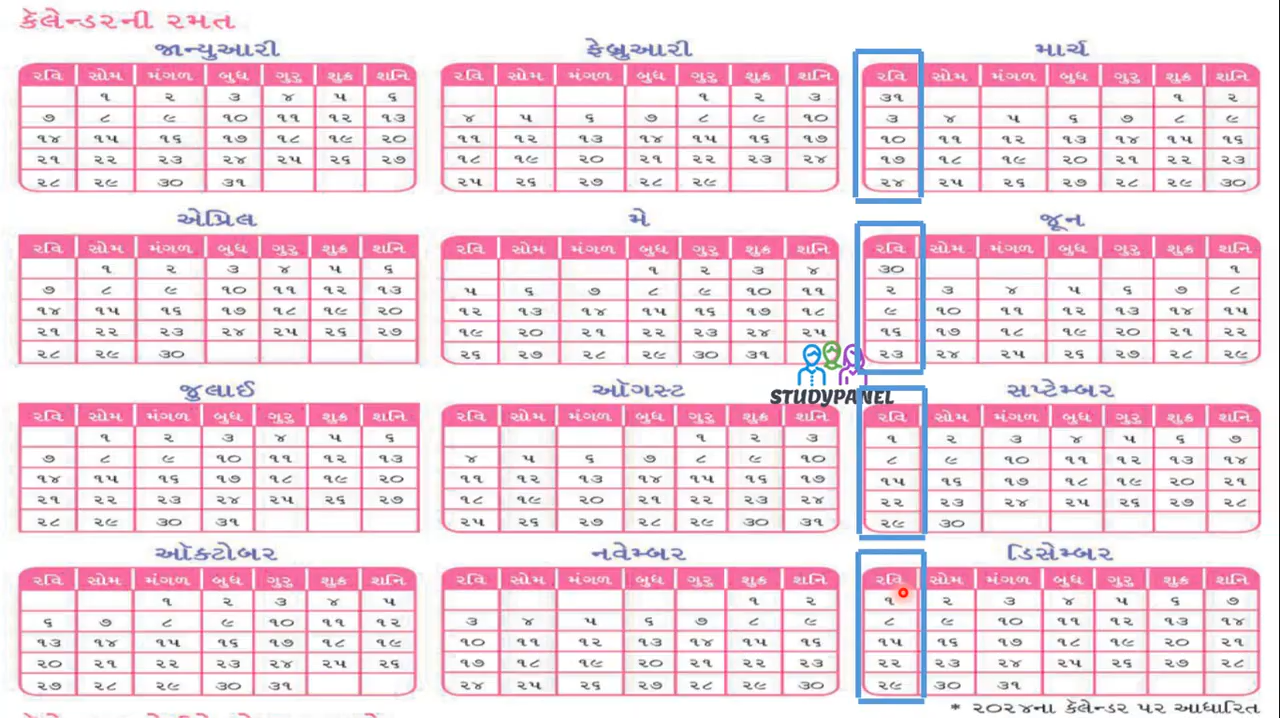 કૅલેન્ડરની રમત
જાન્યુઆરી ફેબ્રુઆરી માર્ચ
રવિ સોમ મંગળ બુધ ગુરુ શુક્ર શનિ રવિ સોમ મંગળ બુધ ગુરુ શુક્ર શનિ રવિ સોમ મંગળ બુધ ગુરુ શુક્ર શનિ
૧ ૨ ૩ ૪ ૫ ૬ ૧ ૨ ૩ ૩૧ ૧ ૨
૭ ૮ ૯ ૧૦ ૧૧ ૧૨ ૧૩ ૪ ૫ ૬ ૭ ૮ ૯ ૧૦ ૩ ૪ ૫ ૬ ૭ ૮ ૯
૧૪ ૧૫ ૧૬ ૧૭ ૧૮ ૧૯ ૨૦ ૧૧ ૧૨ ૧૩ ૧૪ ૧૫ ૧૬ ૧૭ ૧૦ ૧૧ ૧૨ ૧૩ ૧૪ ૧૫ ૧૬
૨૧ ૨૨ ૨૩ ૨૪ ૨૫ ૨૬ ૨૭ ૧૮ ૧૯ ૨૦ ૨૧ ૨૨ ૨૩ ૨૪ ૧૭ ૧૮ ૧૯ ૨૦ ૨૧ ૨૨ ૨૩
૨૮ ૨૯ ૩૦ ૩૧ ૨૫ ૨૬ ૨૭ ૨૮ ૨૯ ૨૪ ૨૫ ૨૬ ૨૭ ૨૮ ૨૯ ૩૦
એપ્રિલ મે જૂન
રવિ સોમ મંગળ બુધ ગુરુ શુક્ર શનિ રવિ સોમ મંગળ બુધ ગુરુ શુક્ર શનિ રવિ સોમ મંગળ બુધ ગુરુ શુક્ર શનિ
૧ ૨ ૩ ૪ ૫ ૬ ૧ ૨ ૩ ૪ ૩૦ ૧
૭ ૮ ૯ ૧૦ ૧૧ ૧૨ ૧૩ ૫ ૬ ૭ ૮ ૯ ૧૦ ૧૧ ૨ ૩ ૪ ૫ ૬ ૭ ૮
૧૪ ૧૫ ૧૬ ૧૭ ૧૮ ૧૯ ૨૦ ૧૨ ૧૩ ૧૪ ૧૫ ૧૬ ૧૭ ૧૮ ૯ ૧૦ ૧૧ ૧૨ ૧૩ ૧૪ ૧૫
૨૧ ૨૨ ૨૩ ૨૪ ૨૫ ૨૬ ૨૭ ૧૯ ૨૦ ૨૧ ૨૨ ૨૩ ૨૪ ૨૫ ૧૬ ૧૭ ૧૮ ૧૯ ૨૦ ૨૧ ૨૨
૨૮ ૨૯ ૩૦ ૨૬ ૨૭ ૨૮ ૨૯ ૩૦ ૩૧ ૨૩ ૨૪ ૨૫ ૨૬ ૨૭ ૨૮ ૨૯
STUDYPANEL
જુલાઈ ઑગસ્ટ સપ્ટેમ્બર
રવિ સોમ મંગળ બુધ ગુરુ શુક્ર શનિ રવિ સોમ મંગળ બુધ ગુરુ શુક્ર શનિ રવિ સોમ મંગળ બુધ ગુરુ શુક્ર શનિ
૧ ૨ ૩ ૪ ૫ ૬ ૧ ૨ ૩ ૧ ૨ ૩ ૪ ૫ ૬ ૭
૭ ૮ ૯ ૧૦ ૧૧ ૧૨ ૧૩ ૪ ૫ ૬ ૭ ૮ ૯ ૧૦ ૮ ૯ ૧૦ ૧૧ ૧૨ ૧૩ ૧૪
૧૪ ૧૫ ૧૬ ૧૭ ૧૮ ૧૯ ૨૦ ૧૧ ૧૨ ૧૩ ૧૪ ૧૫ ૧૬ ૧૭ ૧૫ ૧૬ ૧૭ ૧૮ ૧૯ ૨૦ ૨૧
૨૧ ૨૨ ૨૩ ૨૪ ૨૫ ૨૬ ૨૭ ૧૮ ૧૯ ૨૦ ૨૧ ૨૨ ૨૩ ૨૪ ૨૨ ૨૩ ૨૪ ૨૫ ૨૬ ૨૭ ૨૮
૨૮ ૨૯ ૩૦ ૩૧ ૨૫ ૨૬ ૨૭ ૨૮ ૨૯ ૩૦ ૩૧ ૨૯ ૩૦
ઑક્ટોબર નવેમ્બર ડિસેમ્બર
રવિ સોમ મંગળ બુધ ગુરુ શુક્ર શનિ રવિ સોમ મંગળ બુધ ગુરુ શુક્ર શનિ રવિ સોમ મંગળ બુધ ગુરુ શુક્ર શનિ
૧ ૨ ૩ ૪ ૫ ૧ ૨ ૧ ૨ ૩ ૪ ૫ ૬ ૭
૬ ૭ ૮ ૯ ૧૦ ૧૧ ૧૨ ૩ ૪ ૫ ૬ ૭ ૮ ૯ ૮ ૯ ૧૦ ૧૧ ૧૨ ૧૩ ૧૪
૧૩ ૧૪ ૧૫ ૧૬ ૧૭ ૧૮ ૧૯ ૧૦ ૧૧ ૧૨ ૧૩ ૧૪ ૧૫ ૧૬ ૧૫ ૧૬ ૧૭ ૧૮ ૧૯ ૨૦ ૨૧
૨૦ ૨૧ ૨૨ ૨૩ ૨૪ ૨૫ ૨૬ ૧૭ ૧૮ ૧૯ ૨૦ ૨૧ ૨૨ ૨૩ ૨૨ ૨૩ ૨૪ ૨૫ ૨૬ ૨૭ ૨૮
૨૭ ૨૮ ૨૯ ૩૦ ૩૧ ૨૪ ૨૫ ૨૬ ૨૭ ૨૮ ૨૯ ૩૦ ૨૯ ૩૦ ૩૧
* ૨૦૨૪ના કૅલેન્ડર પર આધારિત